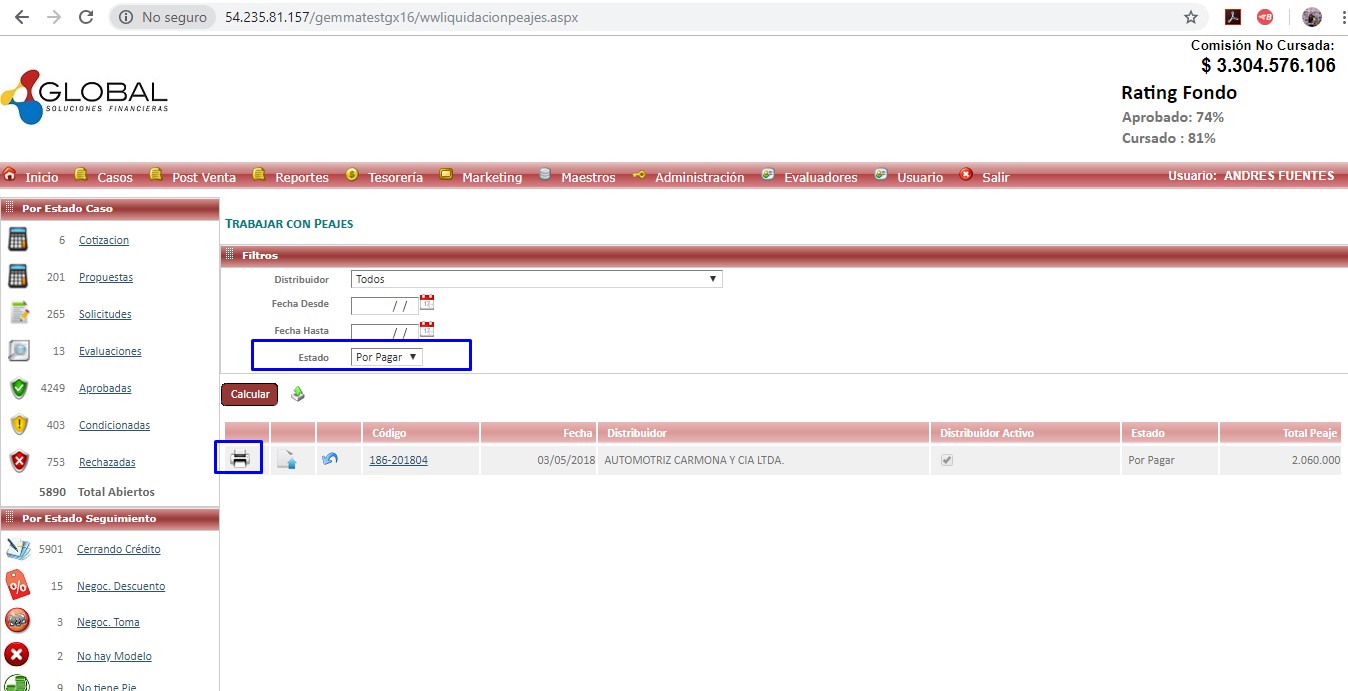 No seguro
54.235.81.157/gemmatestgx16/wwliquidacionpeajes.aspx
Comisión No Cursada:
$ 3.304.576.106
GLOBAL
SOLUCIONES FINANCIERAS
Rating Fondo
Aprobado: 74%
Cursado : 81%
Inicio Casos Post Venta Reportes Tesorería Marketing Maestros Administración Evaluadores Usuario Salir Usuario: ANDRES FUENTES
Por Estado Caso
6 Cotizacion
201 Propuestas
265 Solicitudes
13 Evaluaciones
4249 Aprobadas
403 Condicionadas
753 Rechazadas
5890 Total Abiertos
Por Estado Seguimiento
5901 Cerrando Crédito
15 Negoc. Descuento
3 Negoc. Toma
2 No hay Modelo
9 No tiene Pie
TRABAJAR CON PEAJES
Filtros
Distribuidor Todos
Fecha Desde / /
Fecha Hasta / /
Estado Por Pagar
Calcular
Código Fecha Distribuidor Distribuidor Activo Estado Total Peaje
186-201804 03/05/2018 AUTOMOTRIZ CARMONA Y CIA LTDA. Por Pagar 2.060.000